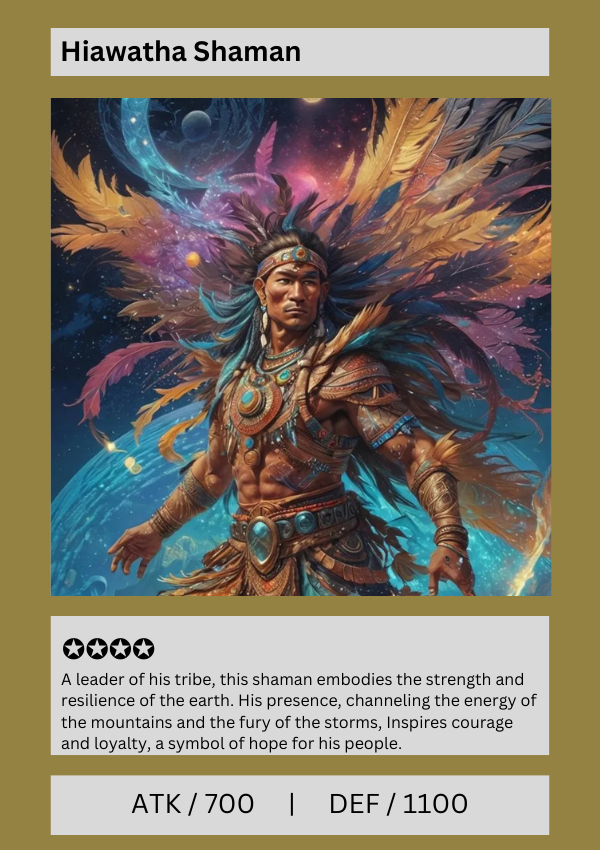 Hiawatha Shaman
✪✪✪✪
A leader of his tribe, this shaman embodies the strength and
resilience of the earth. His presence, channeling the energy of
the mountains and the fury of the storms, Inspires courage
and loyalty, a symbol of hope for his people.
ATK / 700 | DEF / 1100